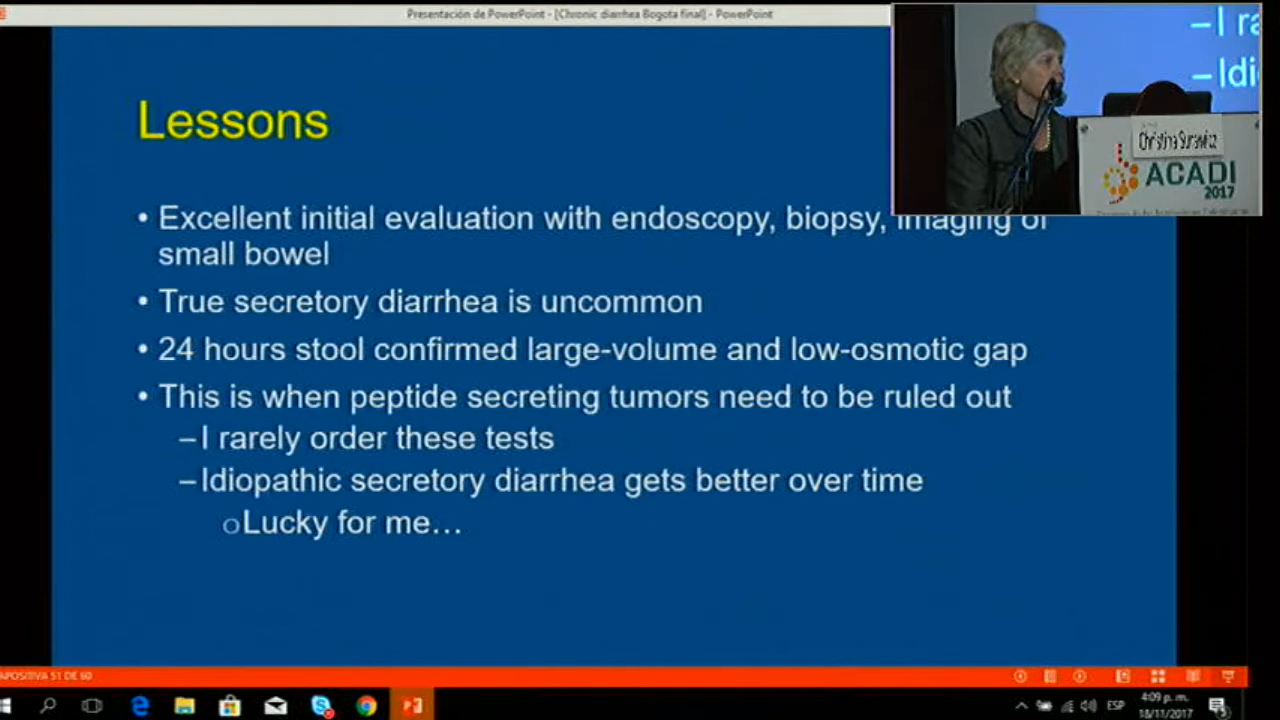 Presentación de PowerPoint - [Chronic diarrhea Bogota final] - PowerPoint
– I ra
– Idi
Christina Surawicz
ACADI
2017
Lessons
• Excellent initial evaluation with endoscopy, biopsy, imaging of
small bowel
• True secretory diarrhea is uncommon
• 24 hours stool confirmed large-volume and low-osmotic gap
• This is when peptide secreting tumors need to be ruled out
–I rarely order these tests
–Idiopathic secretory diarrhea gets better over time
oLucky for me…
APOSITIVA 51 DE 60
ESP
4:09 p. m.
18/11/2017